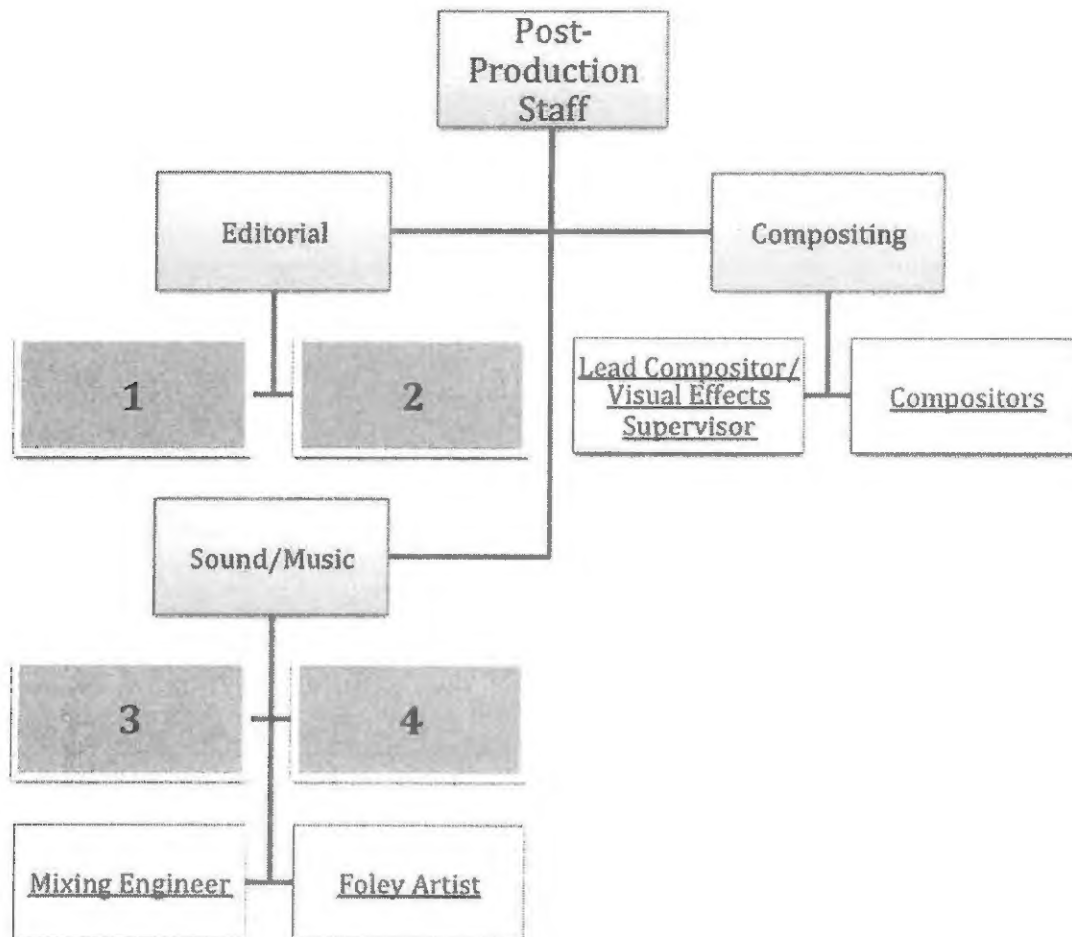 Post-
Production
Staff
Editorial
Compositing
1
2
Lead Compositor/
Visual Effects
Supervisor
Compositors
Sound/Music
3
4
Mixing Engineer
Foley Artist